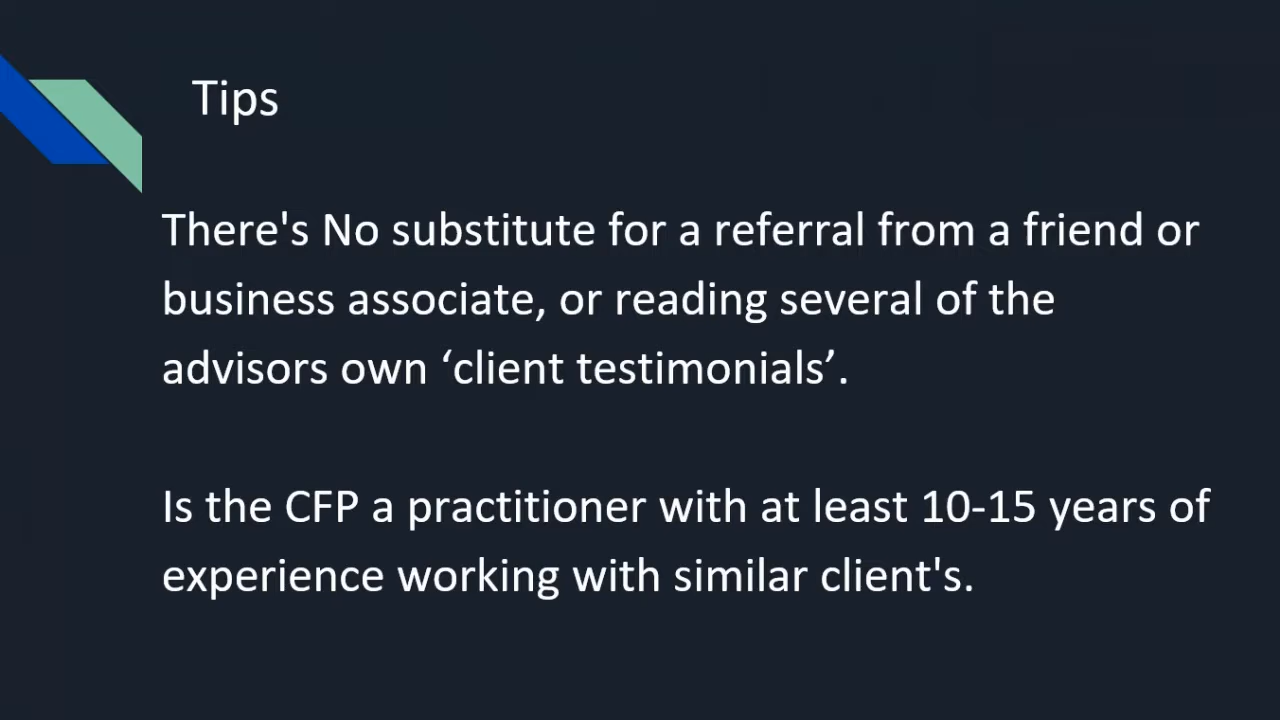 Tips
There's No substitute for a referral from a friend or
business associate, or reading several of the
advisors own ‘client testimonials’.
Is the CFP a practitioner with at least 10-15 years of
experience working with similar client's.